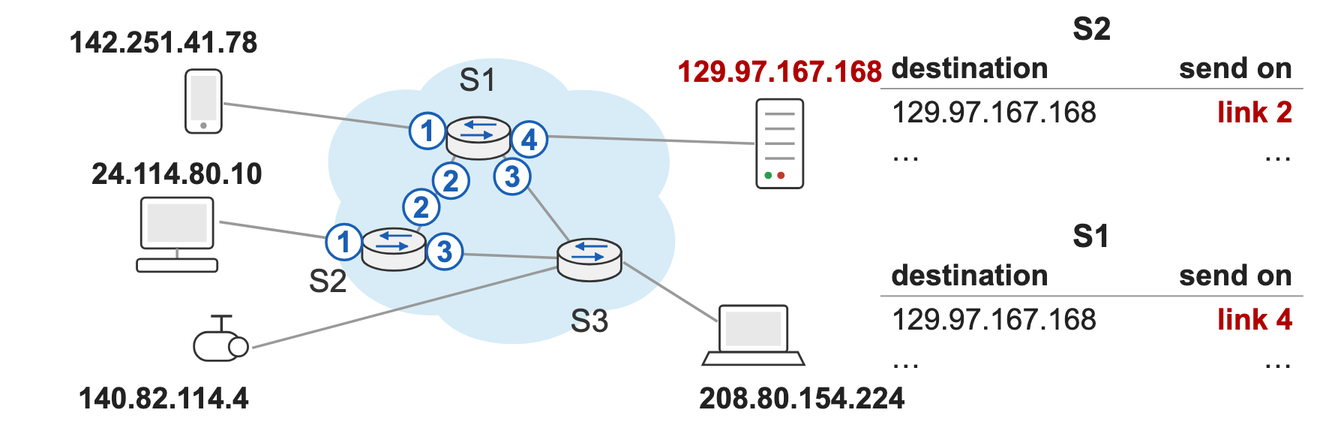 142.251.41.78
24.114.80.10
140.82.114.4
S1
1
4
2
3
2
1
3
S2
S3
129.97.167.168
208.80.154.224
S2
destination send on
129.97.167.168 link 2
... ...
S1
destination send on
129.97.167.168 link 4
... ...